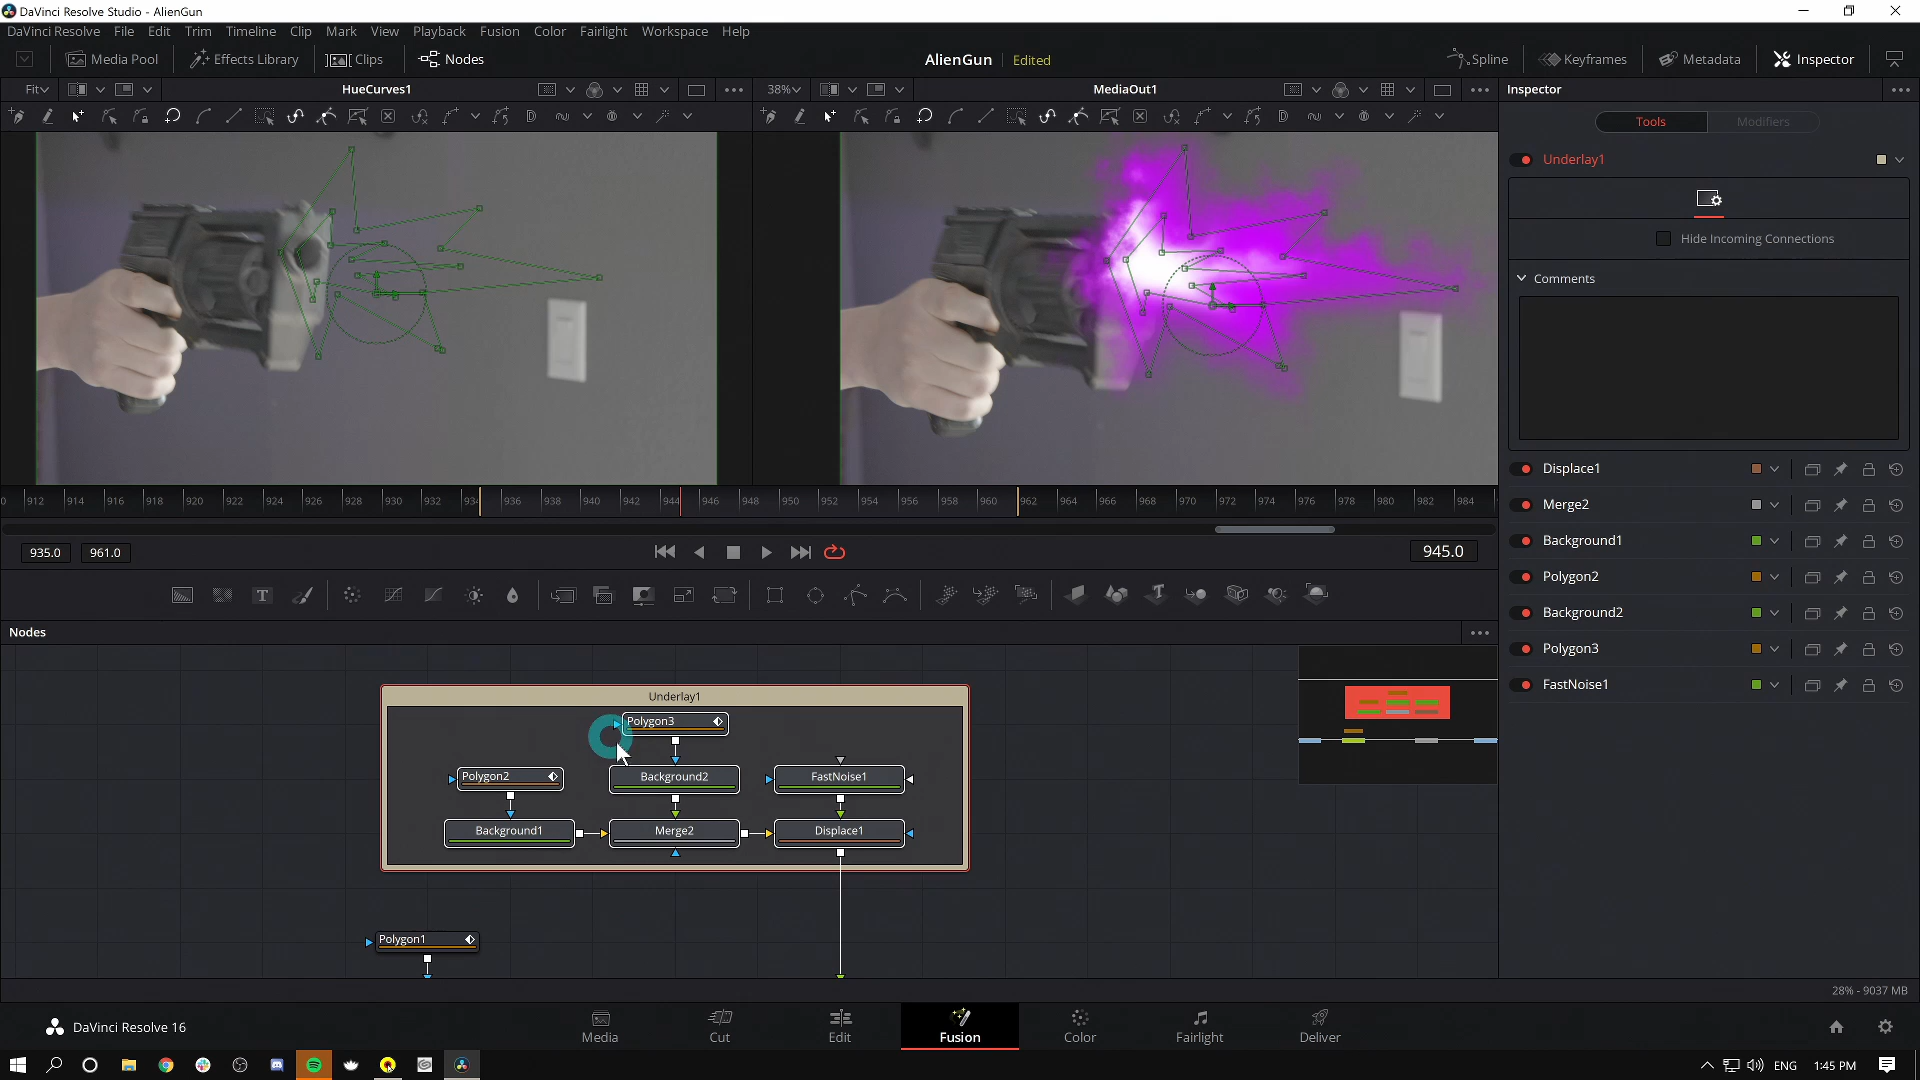 DaVinci Resolve Studio - AlienGun
DaVinci Resolve File Edit Trim Timeline Clip Mark View Playback Fusion Color Fairlight Workspace Help
Media Pool Effects Library Clips Nodes AlienGun Edited Spline Keyframes Metadata Inspector
Fit HueCurves1 38% MediaOut1 Inspector
Tools Modifiers
Underlay1
Hide Incoming Connections
Comments
Displace1
Merge2
Background1
Polygon2
Background2
Polygon3
FastNoise1
0 912 914 916 918 920 922 924 926 928 930 932 934 936 938 940 942 944 946 948 950 952 954 956 958 960 962 964 966 968 970 972 974 976 978 980 982 984
935.0 961.0 945.0
Nodes
Underlay1
Polygon3
Polygon2 Background2 FastNoise1
Background1 Merge2 Displace1
Polygon1
28% - 9037 MB
DaVinci Resolve 16 Media Cut Edit Fusion Color Fairlight Deliver
ENG 1:45 PM